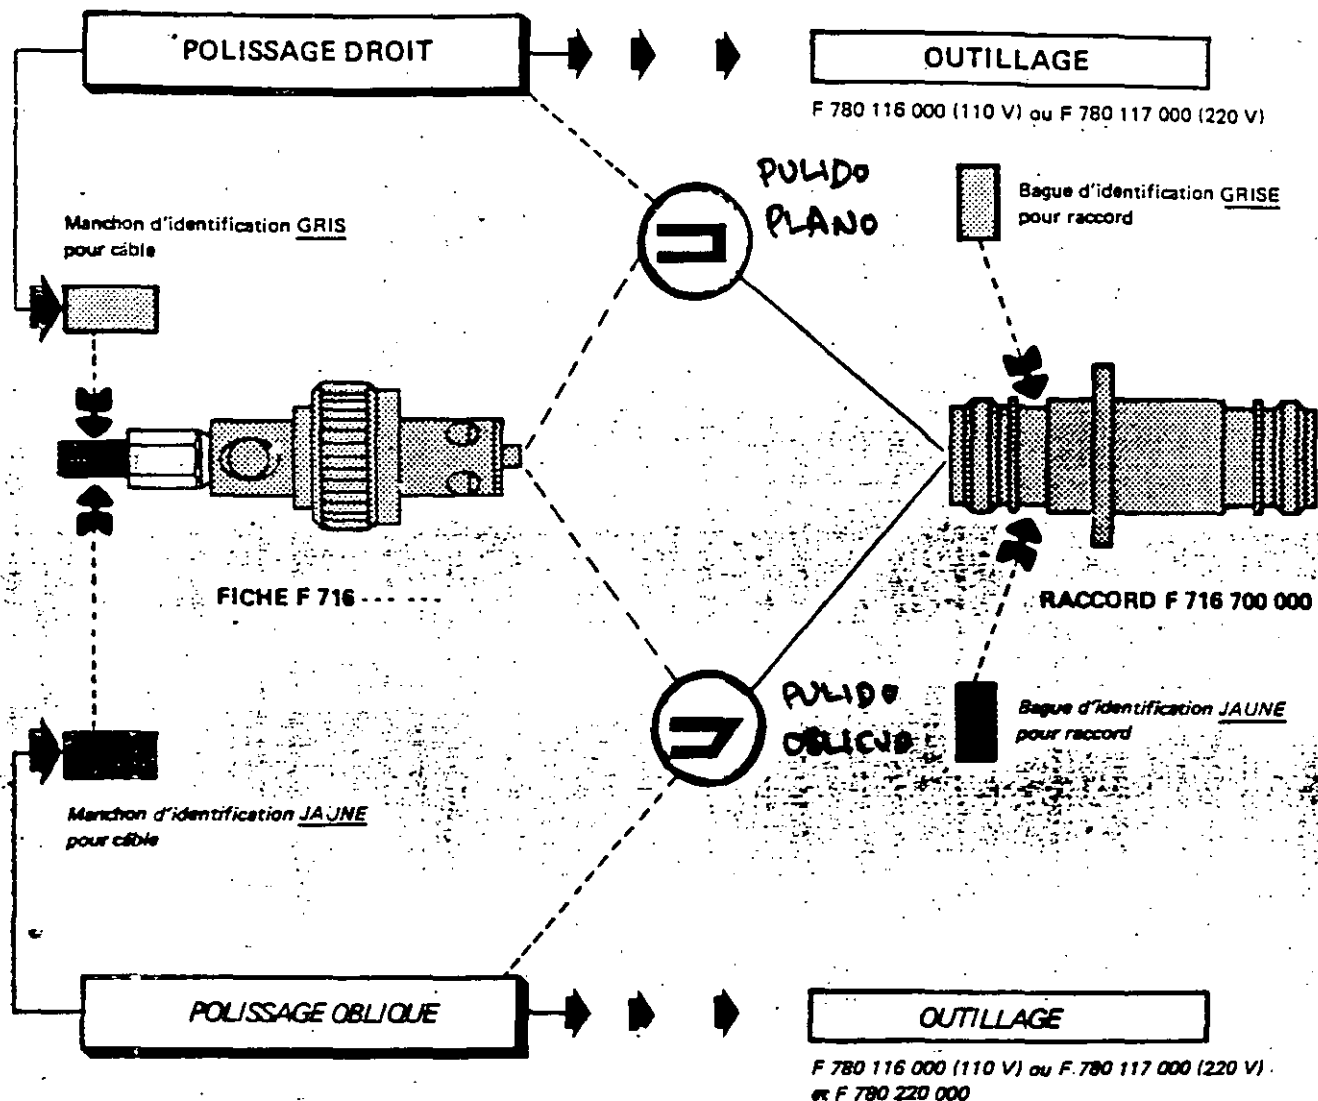 POLISSAGE DROIT
OUTILLAGE
F 780 116 000 (110 V) ou F 780 117 000 (220 V)
PULIDO
PLANO
Manchon d'identification GRIS
pour câble
Bague d'identification GRISE
pour raccord
FICHE F 716 - - - - - -
RACCORD F 716 700 000
PULIDO
OBLICUO
Bague d'identification JAUNE
pour raccord
Manchon d'identification JAUNE
pour câble
POLISSAGE OBLIQUE
OUTILLAGE
F 780 116 000 (110 V) ou F 780 117 000 (220 V)
et F 780 220 000